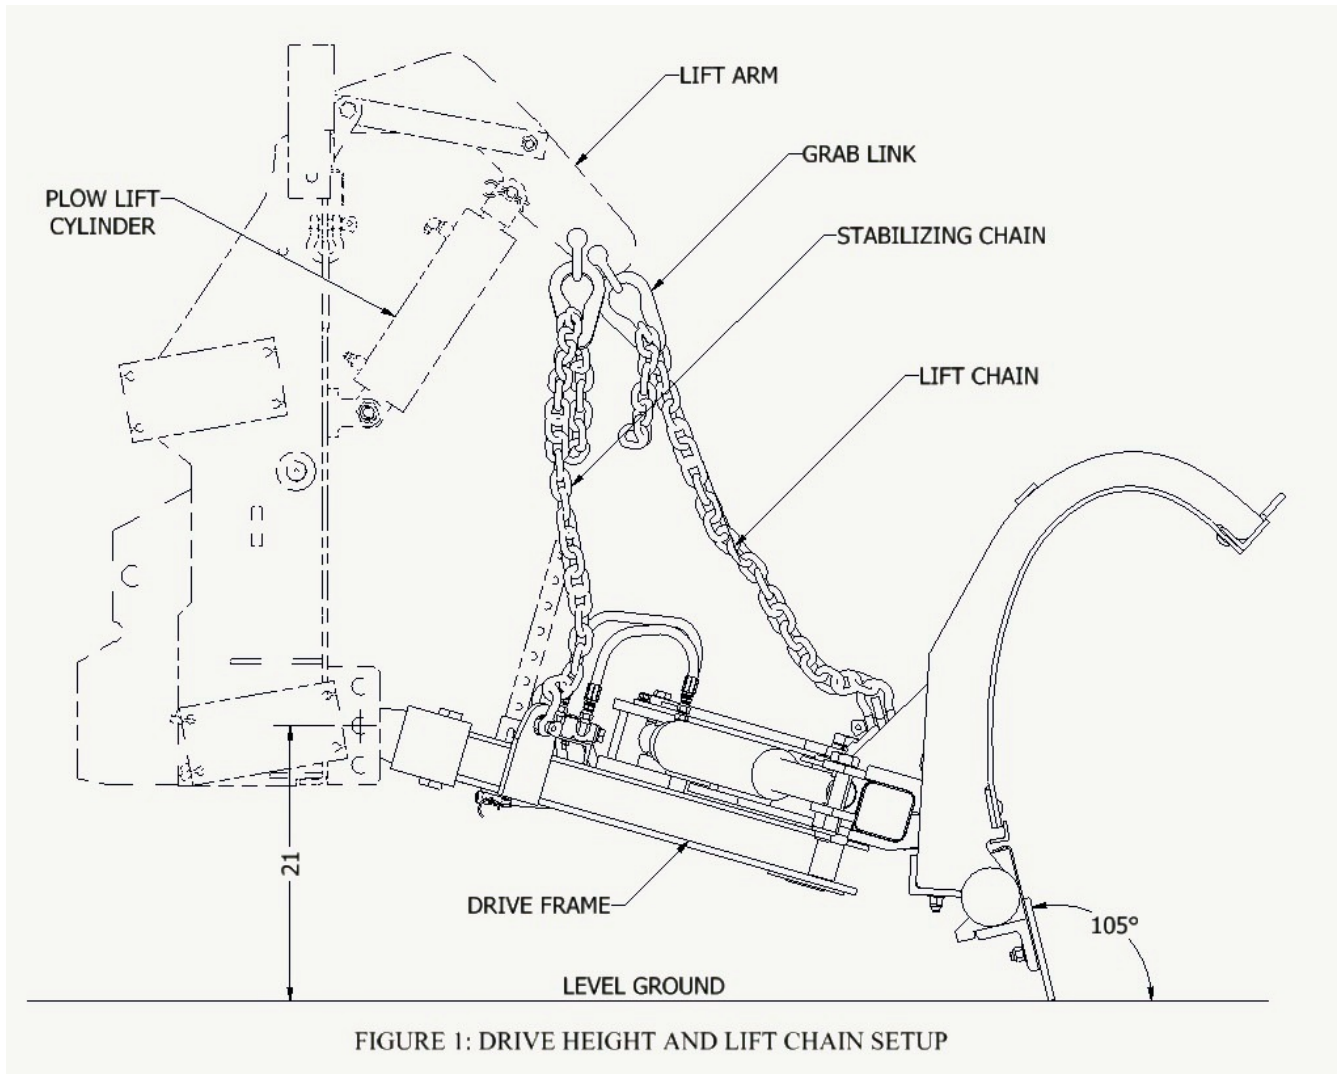 LIFT ARM
GRAB LINK
PLOW LIFT
CYLINDER
STABILIZING CHAIN
LIFT CHAIN
21
DRIVE FRAME
105°
LEVEL GROUND
FIGURE 1: DRIVE HEIGHT AND LIFT CHAIN SETUP